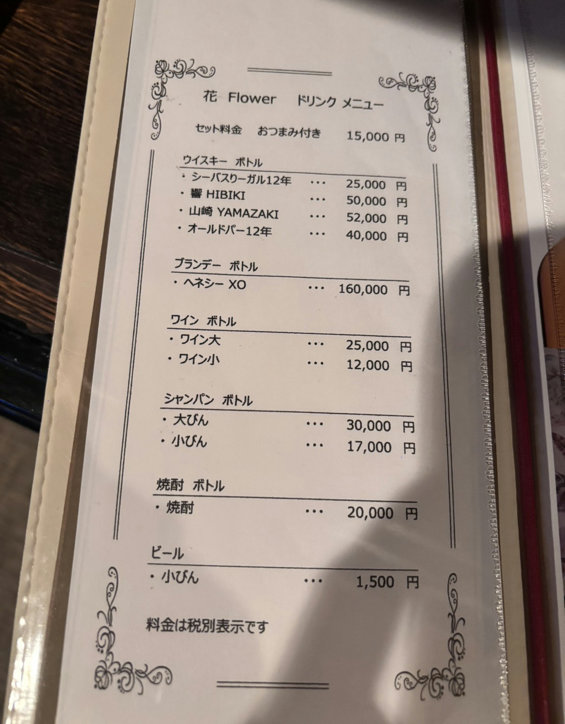 花 Flower ドリンク メニュー
セット料金 おつまみ付き 15,000 円
ウイスキー ボトル
・シーバスりーガル12年 ・・・ 25,000 円
・響 HIBIKI ・・・ 50,000 円
・山崎 YAMAZAKI ・・・ 52,000 円
・オールドパー12年 ・・・ 40,000 円
ブランデー ボトル
・ヘネシー XO ・・・ 160,000 円
ワイン ボトル
・ワイン大 ・・・ 25,000 円
・ワイン小 ・・・ 12,000 円
シャンパン ボトル
・大びん ・・・ 30,000 円
・小びん ・・・ 17,000 円
焼酎 ボトル
・焼酎 ・・・ 20,000 円
ビール
・小びん ・・・ 1,500 円
料金は税別表示です